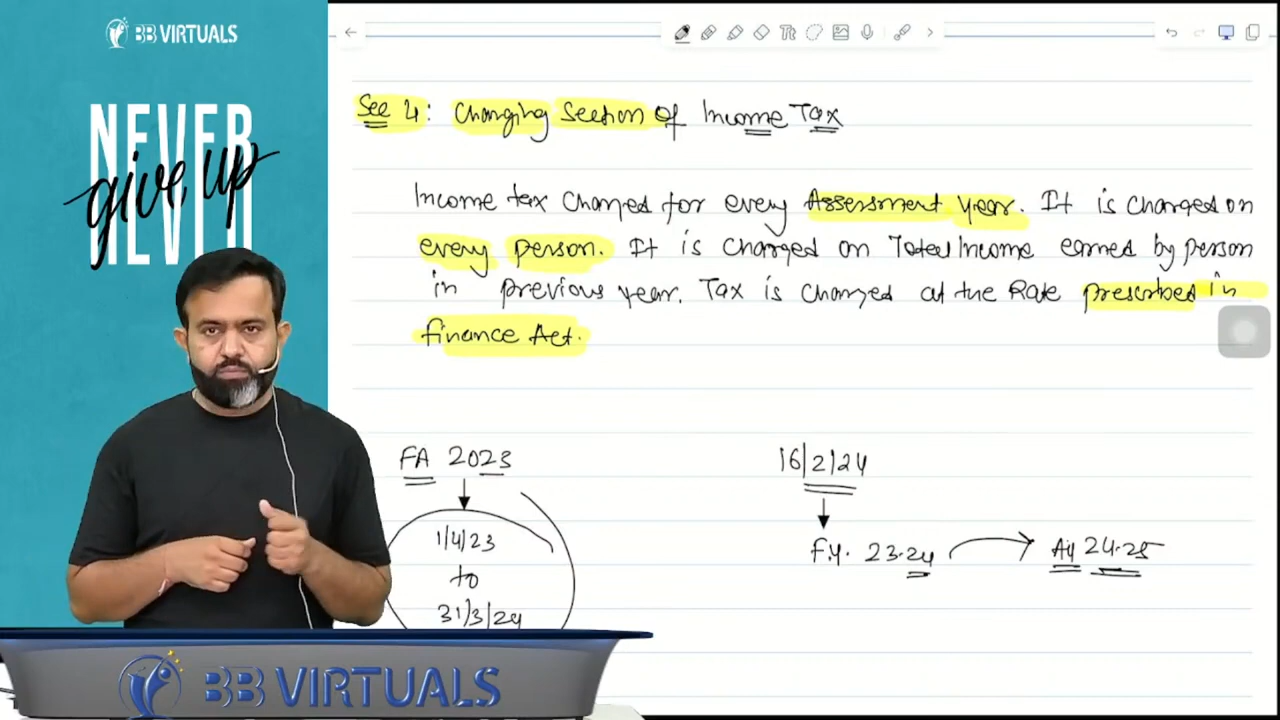 BB VIRTUALS
NEVER
give up
NEVER
See 4: Charging Section of Income Tax
Income tax Charged for every Assessment year. It is charged on
every person. It is charged on Total Income earned by person
in previous year. Tax is charged at the Rate prescribed in
finance Act.
FA 2023
1/4/23
to
31/3/24
16/2/24
F.y. 23.24
Ay 24.25
BB VIRTUALS